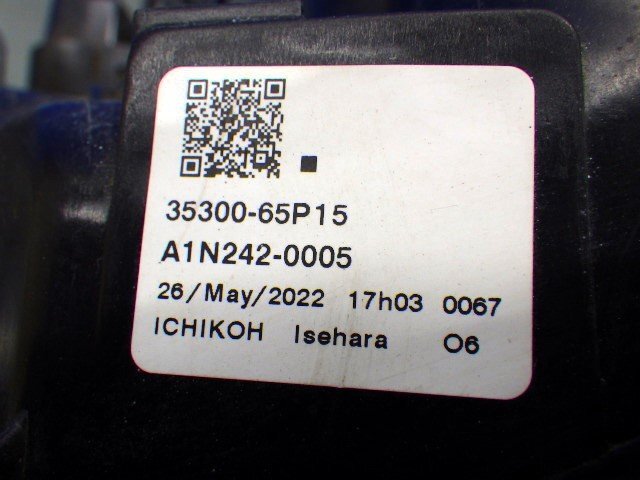 35300-65P15
A1N242-0005
26/May/2022 17h03 0067
ICHIKOH Isehara O6